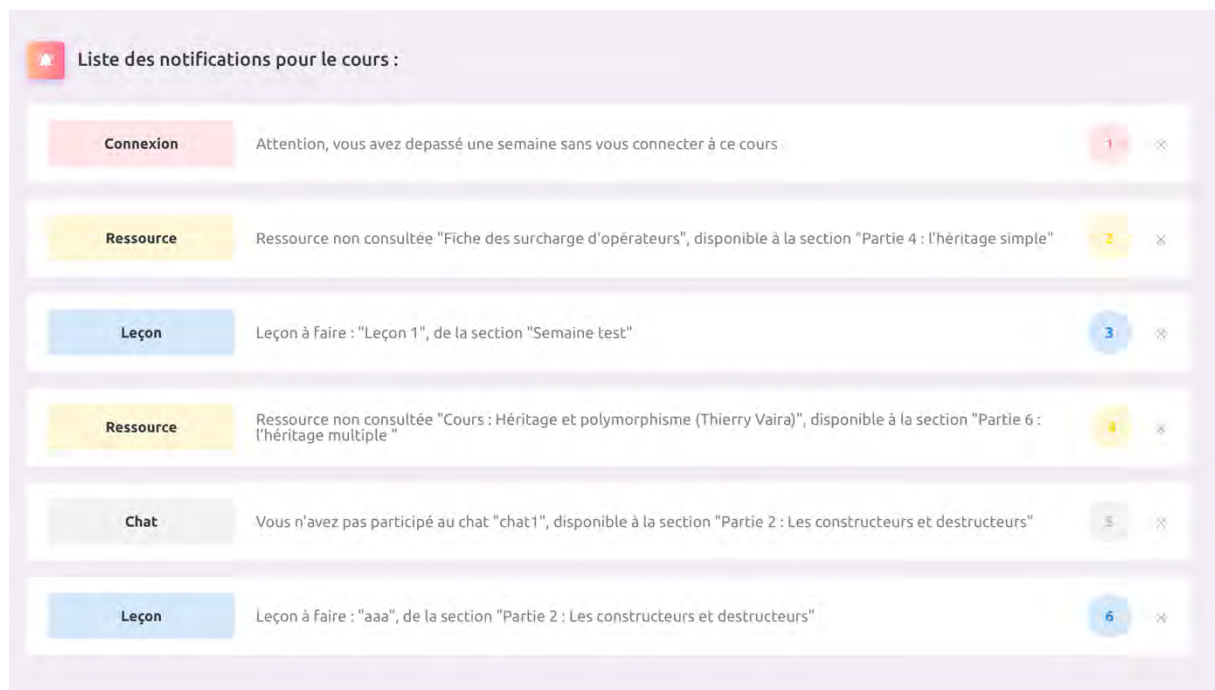 Liste des notifications pour le cours :
Connexion
Attention, vous avez depassé une semaine sans vous connecter à ce cours
1
Ressource
Ressource non consultée "Fiche des surcharge d'opérateurs", disponible à la section "Partie 4 : l'héritage simple"
2
Leçon
Leçon à faire : "Leçon 1", de la section "Semaine test"
3
Ressource
Ressource non consultée "Cours : Héritage et polymorphisme (Thierry Vaira)", disponible à la section "Partie 6 :
l'héritage multiple "
4
Chat
Vous n'avez pas participé au chat "chat1", disponible à la section "Partie 2 : Les constructeurs et destructeurs"
5
Leçon
Leçon à faire : "aaa", de la section "Partie 2 : Les constructeurs et destructeurs"
6